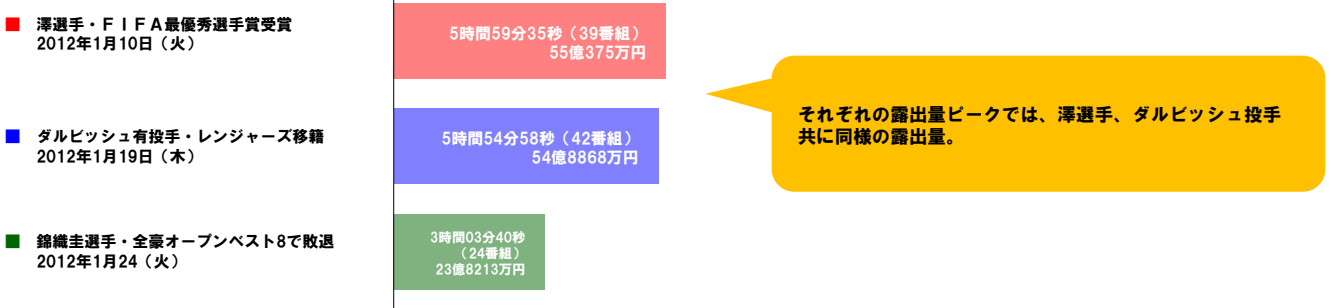 澤選手・ＦＩＦＡ最優秀選手賞受賞
2012年1月10日（火）
5時間59分35秒（39番組）
55億375万円
それぞれの露出量ピークでは、澤選手、ダルビッシュ投手
共に同様の露出量。
ダルビッシュ有投手・レンジャーズ移籍
2012年1月19日（木）
5時間54分58秒（42番組）
54億8868万円
錦織圭選手・全豪オープンベスト8で敗退
2012年1月24（火）
3時間03分40秒
（24番組）
23億8213万円